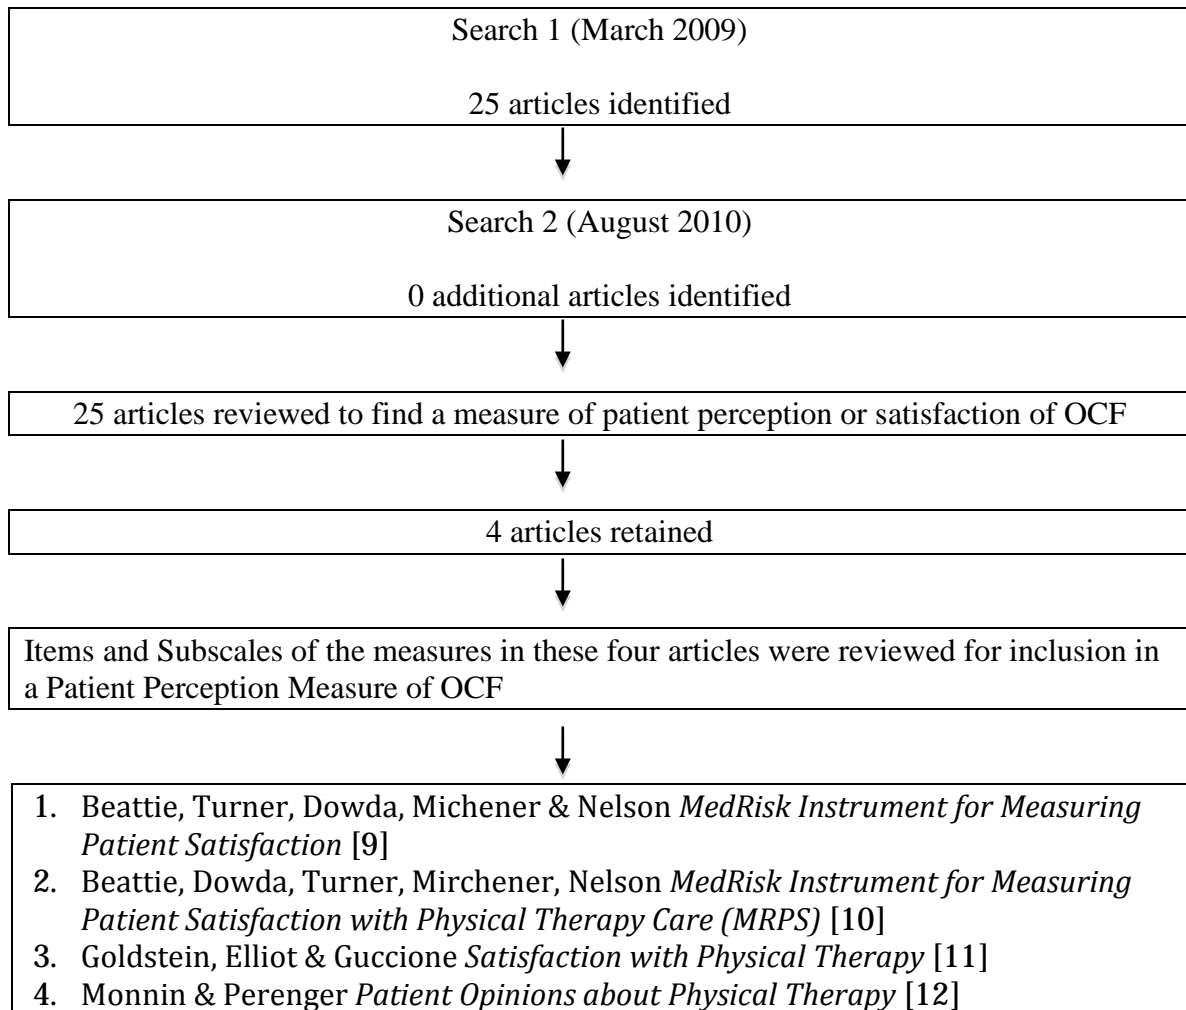 Search 1 (March 2009)
25 articles identified
Search 2 (August 2010)
0 additional articles identified
25 articles reviewed to find a measure of patient perception or satisfaction of OCF
4 articles retained
Items and Subscales of the measures in these four articles were reviewed for inclusion in
a Patient Perception Measure of OCF
1. Beattie, Turner, Dowda, Michener & Nelson MedRisk Instrument for Measuring
Patient Satisfaction [9]
2. Beattie, Dowda, Turner, Mirchener, Nelson MedRisk Instrument for Measuring
Patient Satisfaction with Physical Therapy Care (MRPS) [10]
3. Goldstein, Elliot & Guccione Satisfaction with Physical Therapy [11]
4. Monnin & Perenger Patient Opinions about Physical Therapy [12]